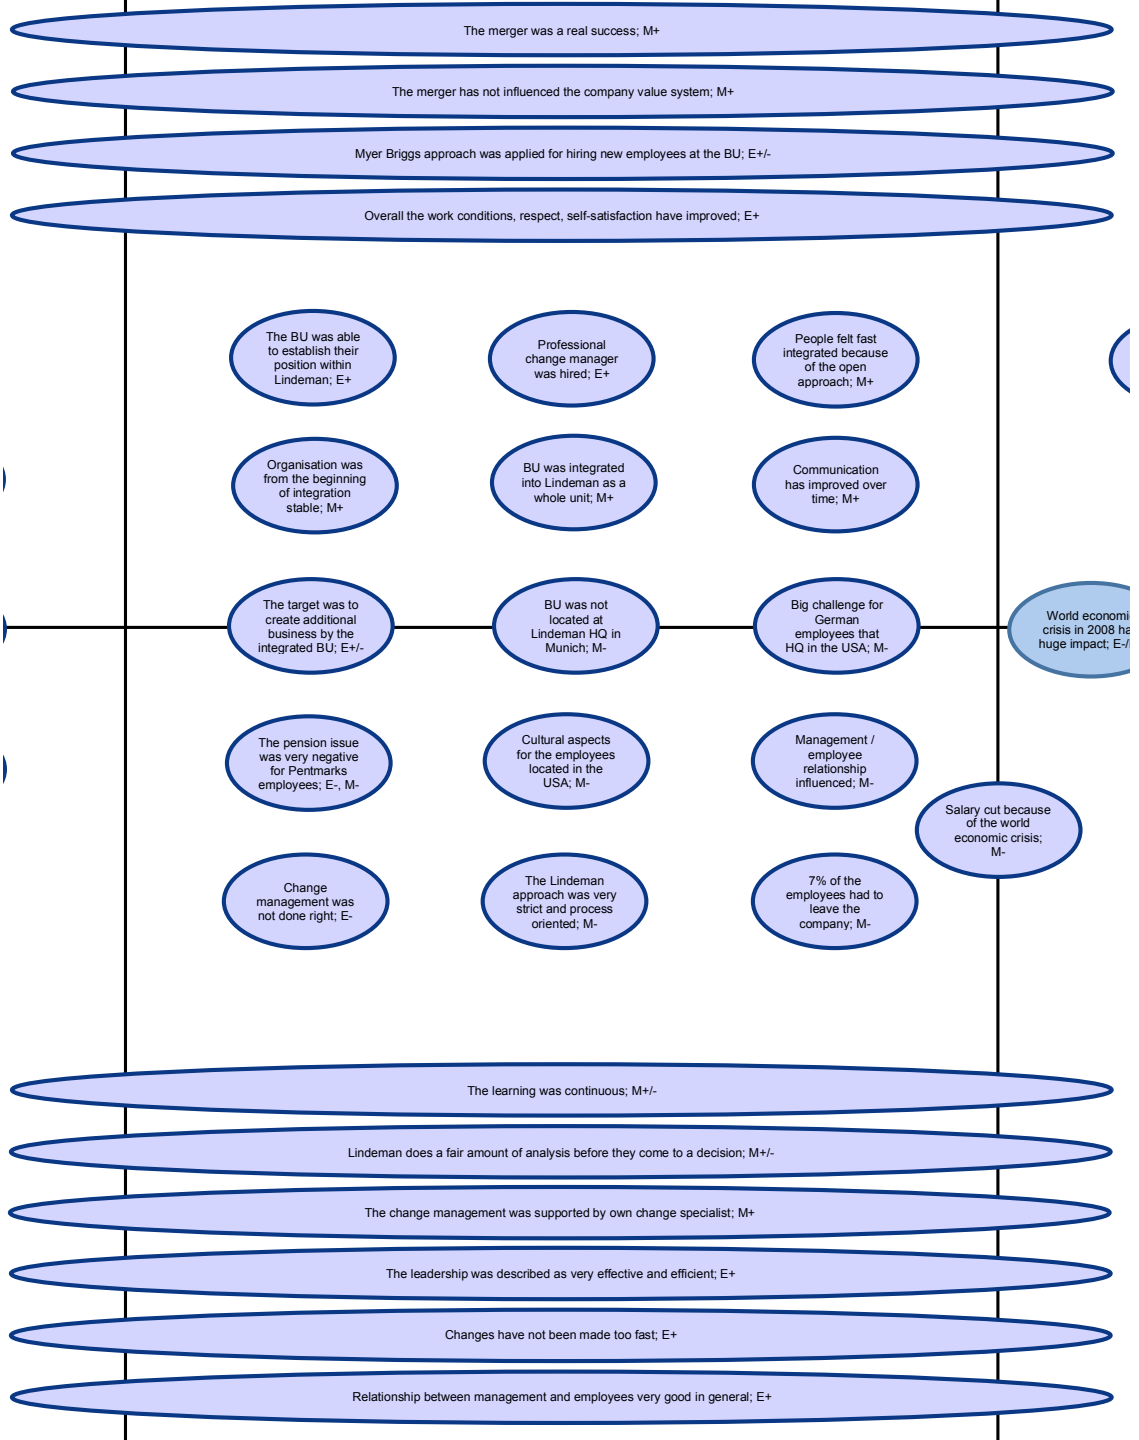 The merger was a real success; M+
The merger has not influenced the company value system; M+
Myer Briggs approach was applied for hiring new employees at the BU; E+/-
Overall the work conditions, respect, self-satisfaction have improved; E+
The BU was able
to establish their
position within
Lindeman; E+
Professional
change manager
was hired; E+
People felt fast
integrated because
of the open
approach; M+
Organisation was
from the beginning
of integration
stable; M+
BU was integrated
into Lindeman as a
whole unit; M+
Communication
has improved over
time; M+
The target was to
create additional
business by the
integrated BU; E+/-
BU was not
located at
Lindeman HQ in
Munich; M-
Big challenge for
German
employees that
HQ in the USA; M-
World
crisis in 2008
huge impact; E-/
The pension issue
was very negative
for Pentmarks
employees; E-, M-
Cultural aspects
for the employees
located in the
USA; M-
Management /
employee
relationship
influenced; M-
Salary cut because
of the world
economic crisis;
M-
Change
management was
not done right; E-
The Lindeman
approach was very
strict and process
oriented; M-
7% of the
employees had to
leave the
company; M-
The learning was continuous; M+/-
Lindeman does a fair amount of analysis before they come to a decision; M+/-
The change management was supported by own change specialist; M+
The leadership was described as very effective and efficient; E+
Changes have not been made too fast; E+
Relationship between management and employees very good in general; E+